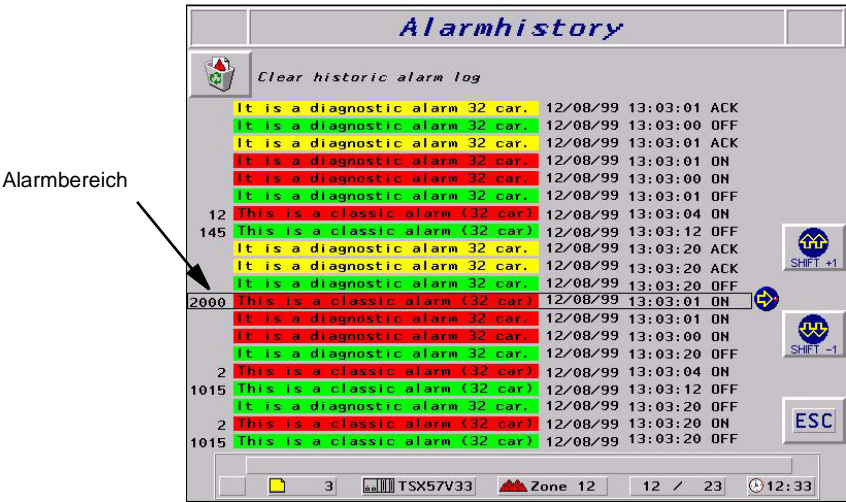 Alarmhistory
Clear historic alarm log
It is a diagnostic alarm 32 car. 12/08/99 13:03:01 ACK
It is a diagnostic alarm 32 car. 12/08/99 13:03:00 OFF
It is a diagnostic alarm 32 car. 12/08/99 13:03:01 ACK
It is a diagnostic alarm 32 car. 12/08/99 13:03:01 ON
It is a diagnostic alarm 32 car. 12/08/99 13:03:00 ON
It is a diagnostic alarm 32 car. 12/08/99 13:03:01 OFF
Alarmbereich
12 This is a classic alarm (32 car) 12/08/99 13:03:04 ON
145 This is a classic alarm (32 car) 12/08/99 13:03:12 OFF
It is a diagnostic alarm 32 car. 12/08/99 13:03:20 ACK
It is a diagnostic alarm 32 car. 12/08/99 13:03:20 ACK
SHIFT +1
It is a diagnostic alarm 32 car. 12/08/99 13:03:20 OFF
2000 This is a classic alarm (32 car) 12/08/99 13:03:01 ON
It is a diagnostic alarm 32 car. 12/08/99 13:03:01 ON
It is a diagnostic alarm 32 car. 12/08/99 13:03:00 ON
It is a diagnostic alarm 32 car. 12/08/99 13:03:20 OFF
SHIFT -1
2 This is a classic alarm (32 car) 12/08/99 13:03:04 ON
1015 This is a classic alarm (32 car) 12/08/99 13:03:12 OFF
It is a diagnostic alarm 32 car. 12/08/99 13:03:20 OFF
2 This is a classic alarm (32 car) 12/08/99 13:03:20 ON
ESC
1015 This is a classic alarm (32 car) 12/08/99 13:03:20 OFF
3 TSX57V33 Zone 12 12 / 23 12:33